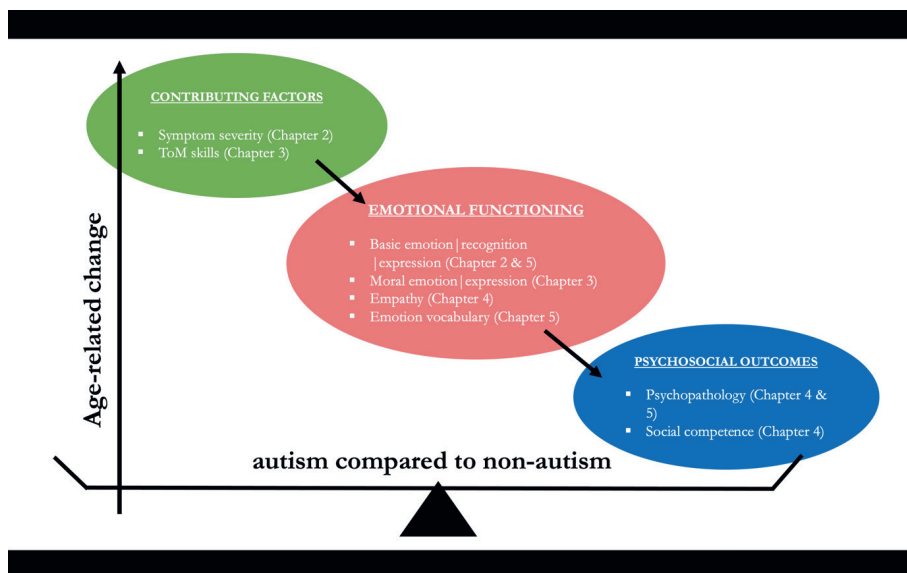 CONTRIBUTING FACTORS
▪ Symptom severity (Chapter 2)
▪ ToM skills (Chapter 3)
EMOTIONAL FUNCTIONING
▪ Basic emotion|recognition
|expression (Chapter 2 & 5)
▪ Moral emotion|expression (Chapter 3)
▪ Empathy (Chapter 4)
▪ Emotion vocabulary (Chapter 5)
PSYCHOSOCIAL OUTCOMES
▪ Psychopathology (Chapter 4 &
5)
▪ Social competence (Chapter 4)
Age-related change
autism compared to non-autism